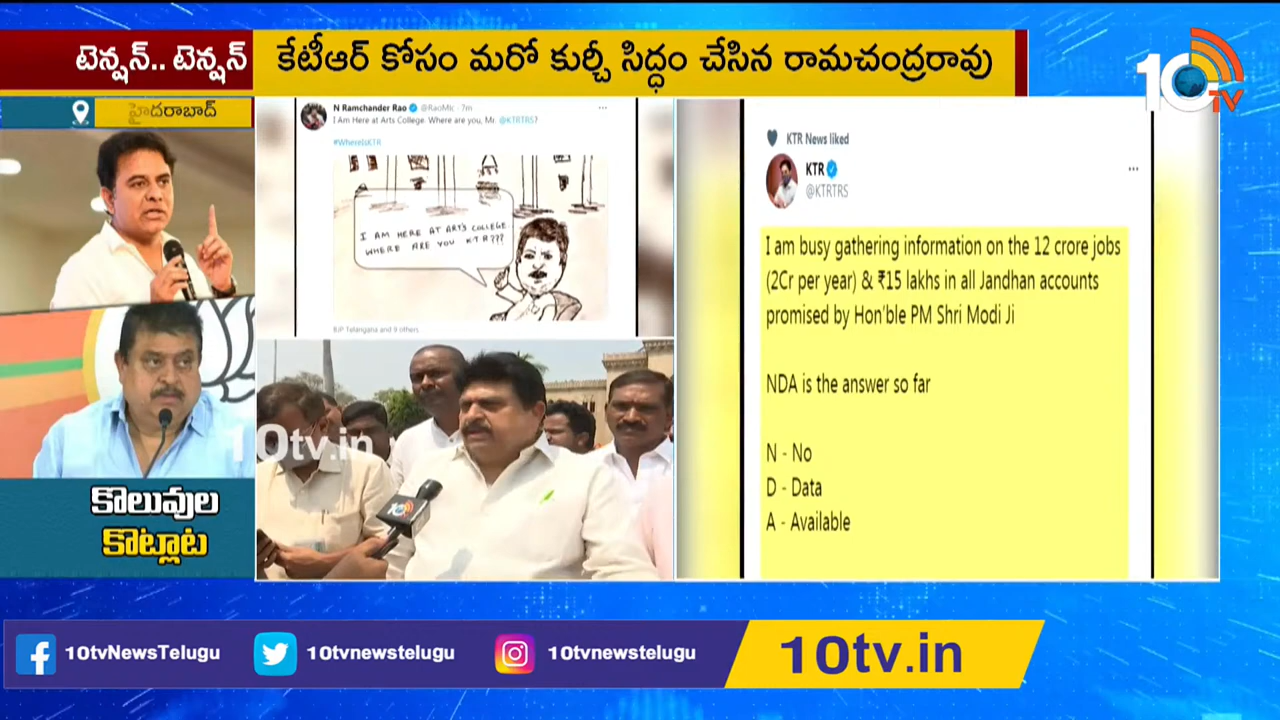 టెన్షన్.. టెన్షన్
కేటీఆర్ కోసం మరో కుర్చీ సిద్ధం చేసిన రామచంద్రరావు
10TV
హైదరాబాద్
N Ramchander Rao @RaoMlc · 7m
I Am Here at Arts College. Where are you, Mr. @KTRTRS?
#WhereIsKTR
I AM HERE AT ART'S COLLEGE
WHERE ARE YOU KTR???
BJP Telangana and 9 others
KTR News liked
KTR
@KTRTRS
I am busy gathering information on the 12 crore jobs
(2Cr per year) & ₹15 lakhs in all Jandhan accounts
promised by Hon'ble PM Shri Modi Ji
NDA is the answer so far
N - No
D - Data
A - Available
10tv.in
10
కొలువుల
కొట్లాట
10tvNewsTelugu
10tvnewstelugu
10tvnewstelugu
10tv.in